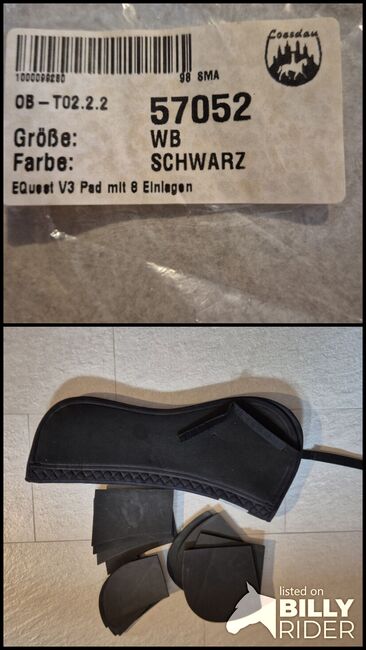 Loesdau
1000099280
98 SMA
OB-T02.2.2
57052
Größe: WB
Farbe: SCHWARZ
EQuest V3 Pad mit 8 Einlagen
listed on
BILLY
RIDER